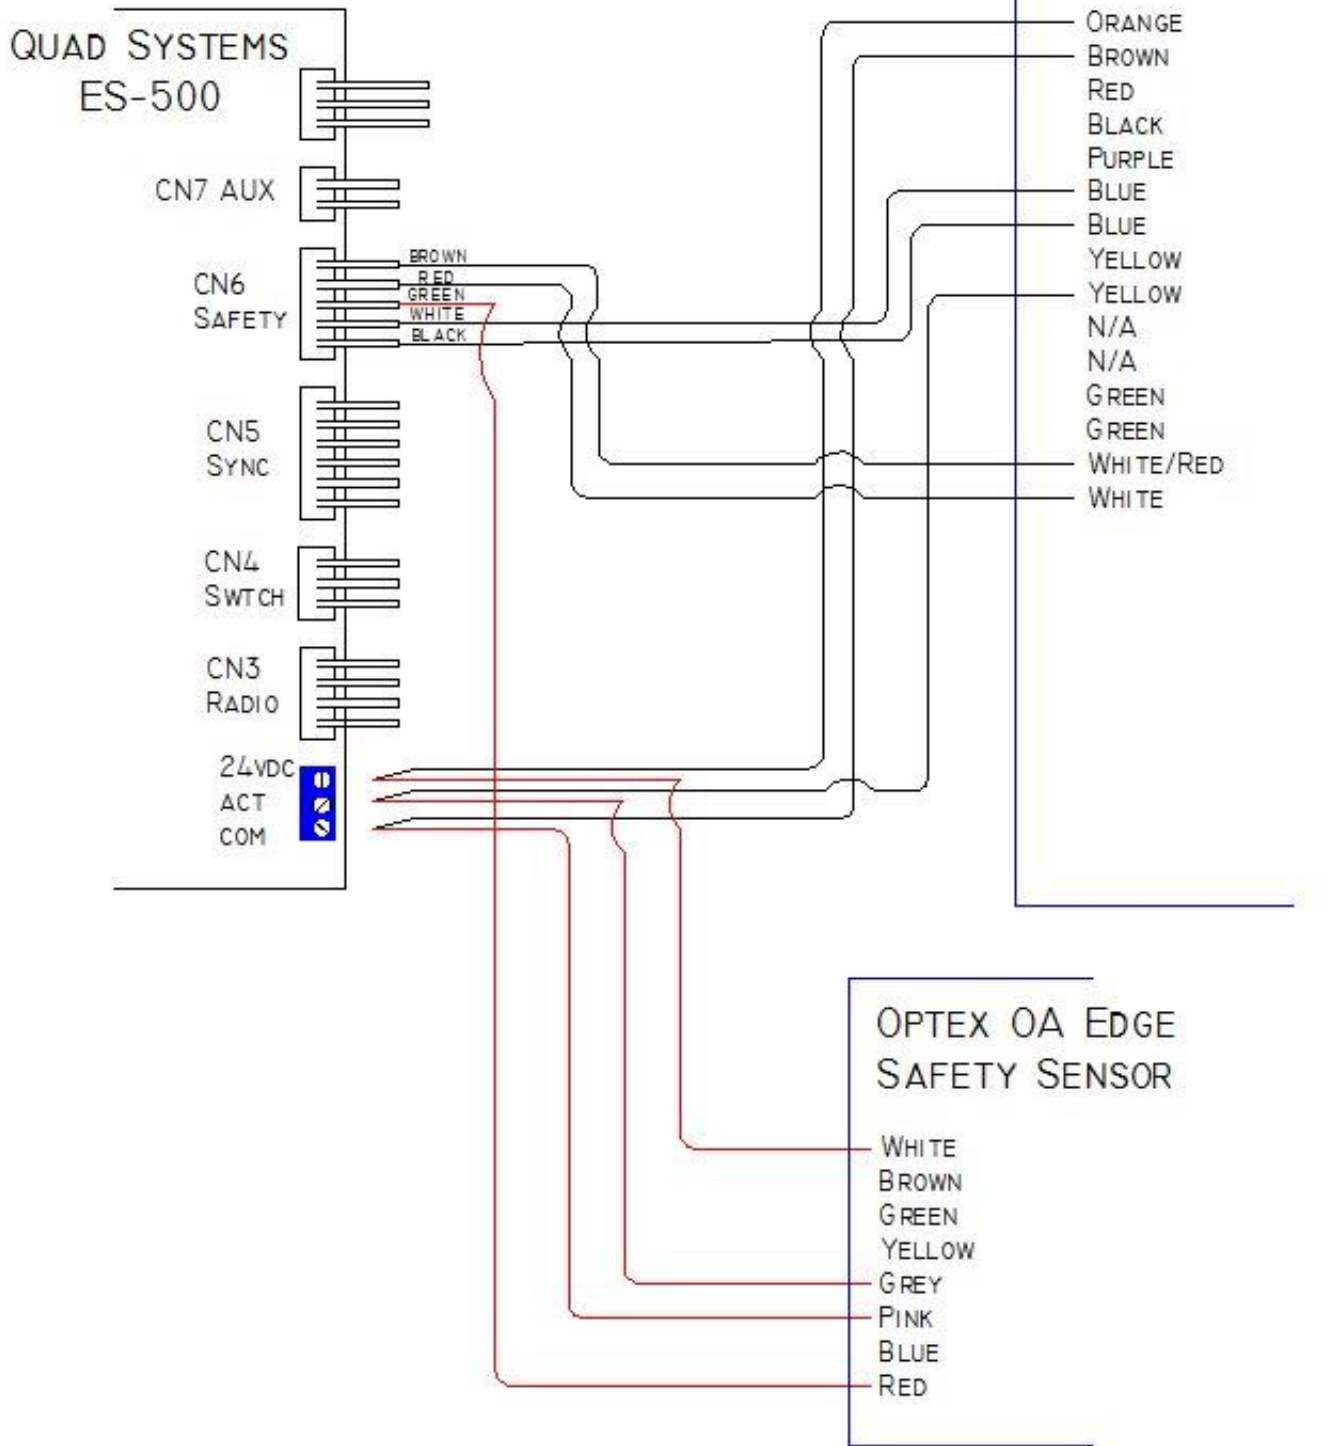 QUAD SYSTEMS
ES-500
CN7 AUX
CN6
SAFETY
BROWN
RED
GREEN
WHITE
BLACK
CN5
SYNC
CN4
SWTCH
CN3
RADIO
24VDC
ACT
COM
ORANGE
BROWN
RED
BLACK
PURPLE
BLUE
BLUE
YELLOW
YELLOW
N/A
N/A
GREEN
GREEN
WHITE/RED
WHITE
OPTEX OA EDGE
SAFETY SENSOR
WHITE
BROWN
GREEN
YELLOW
GREY
PINK
BLUE
RED